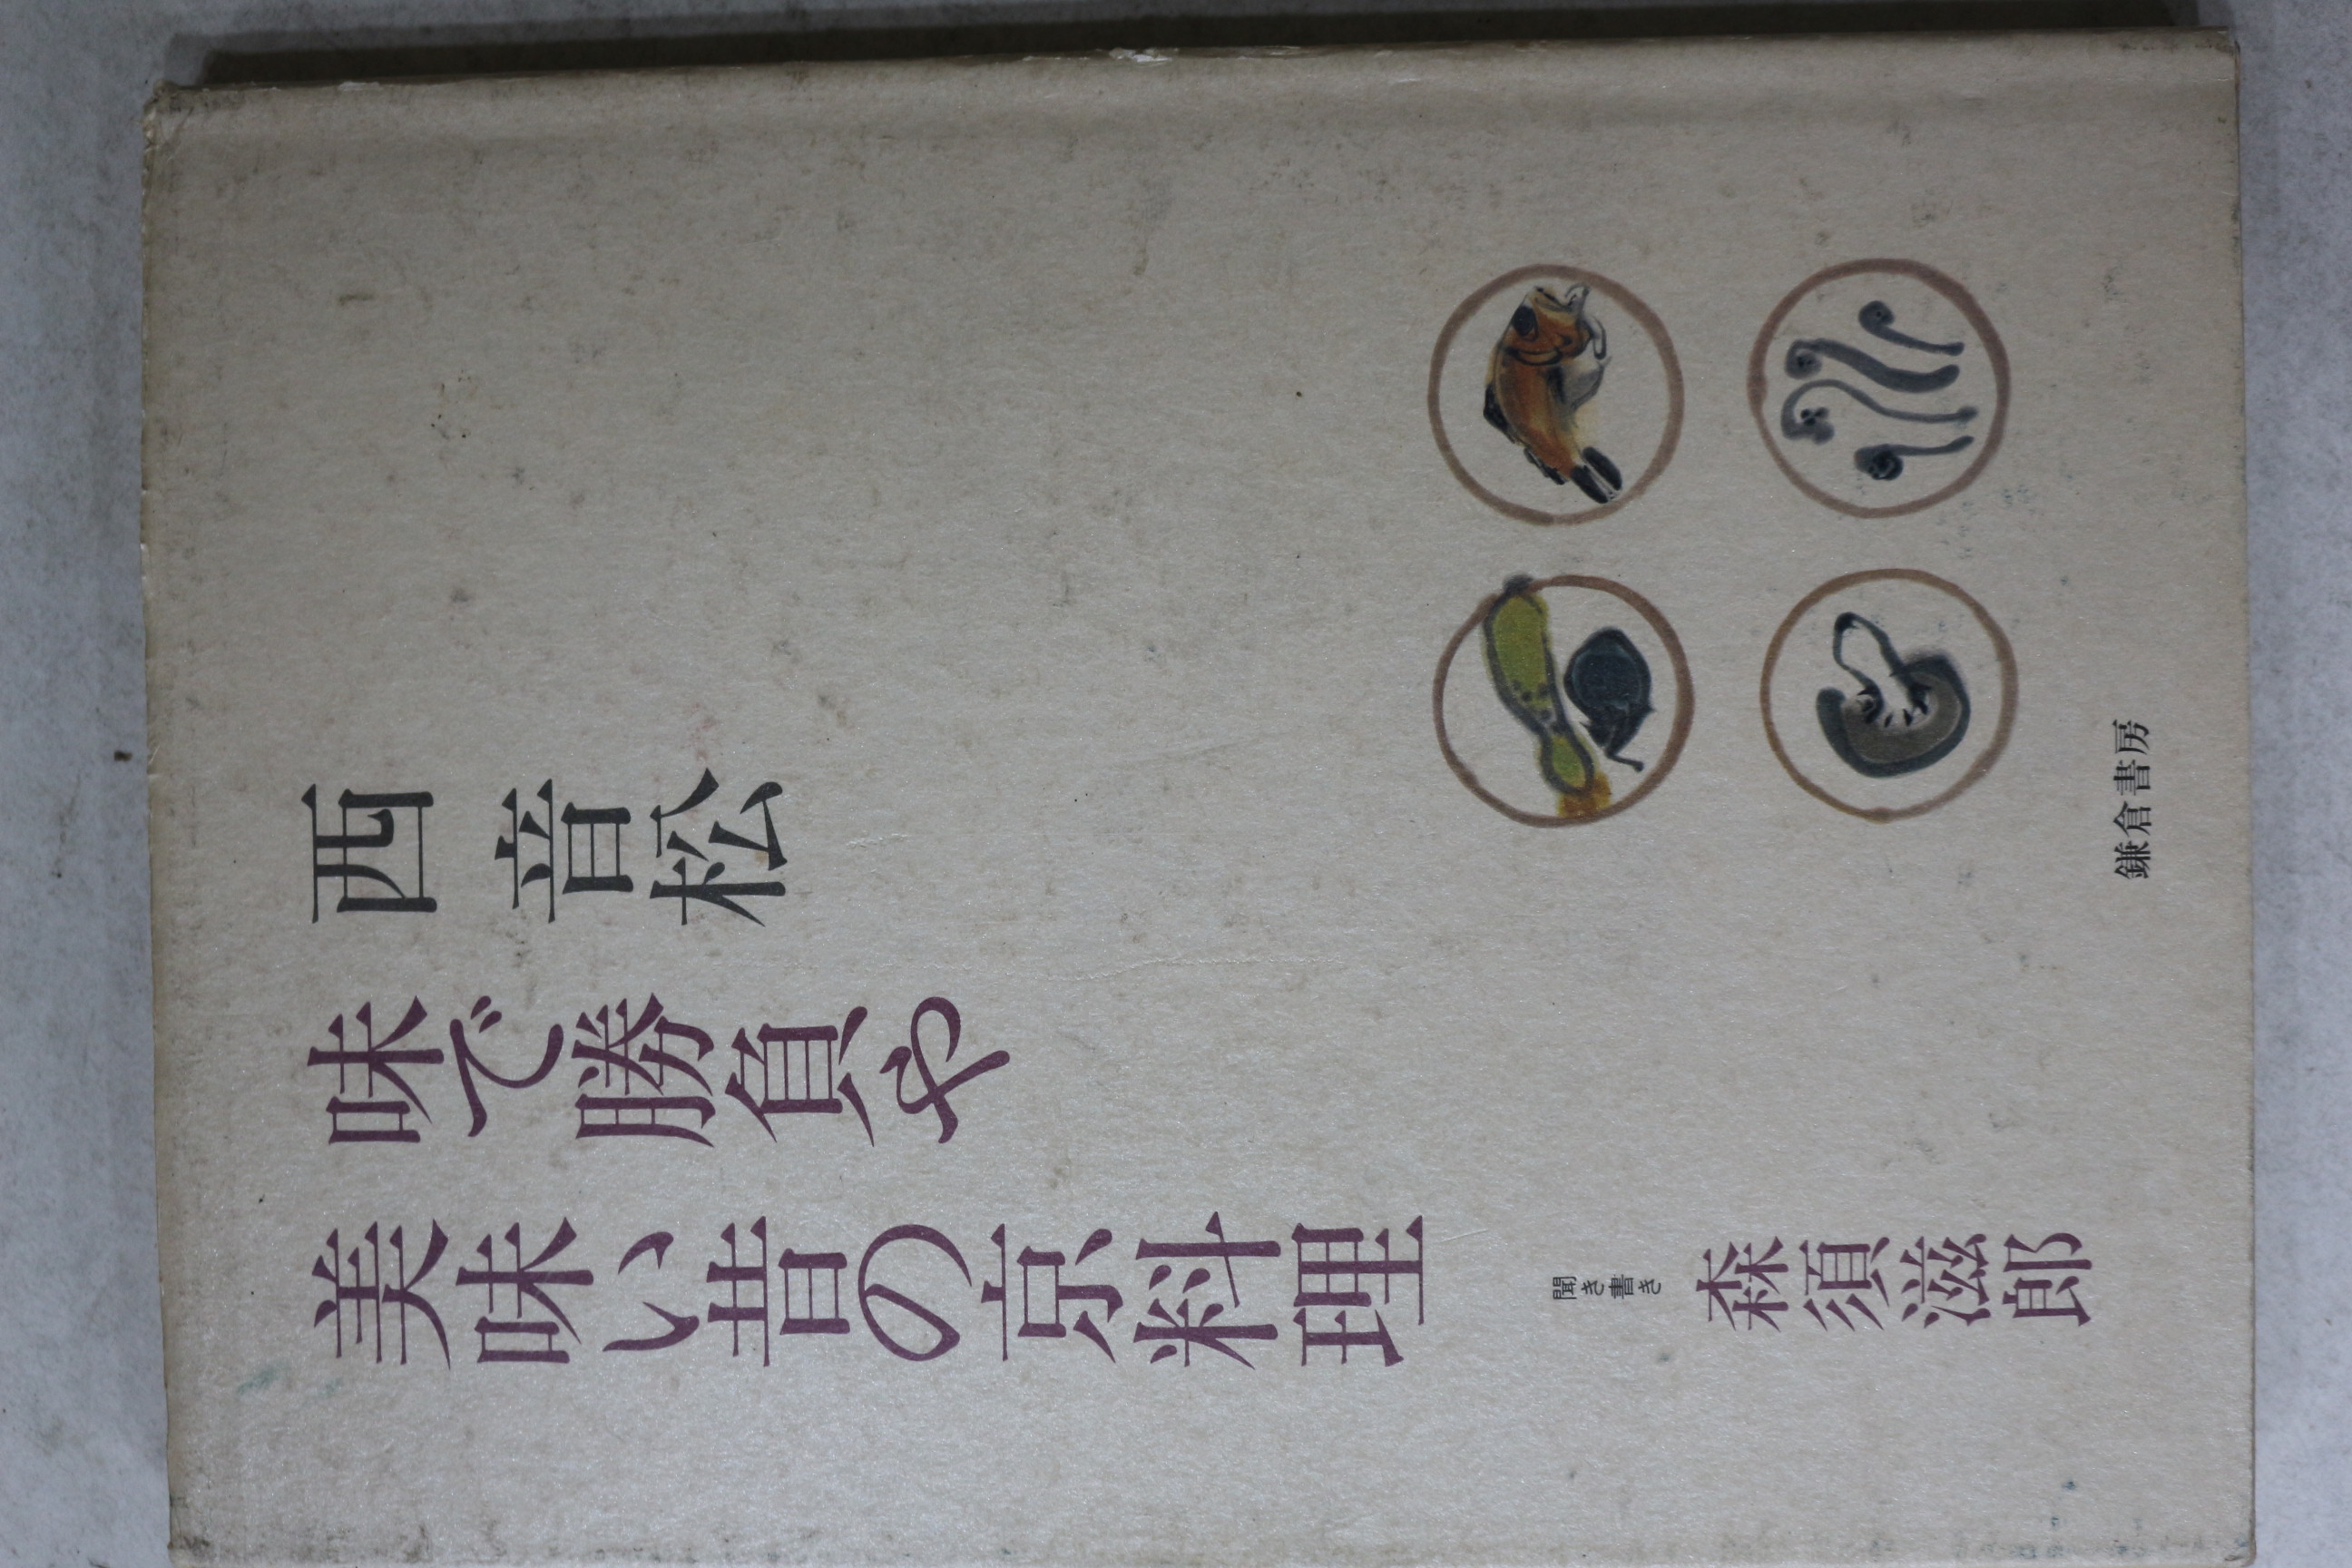 美味い昔の京料理
味で勝負や
西 音松
聞き書き
森須滋郎
鎌倉書房